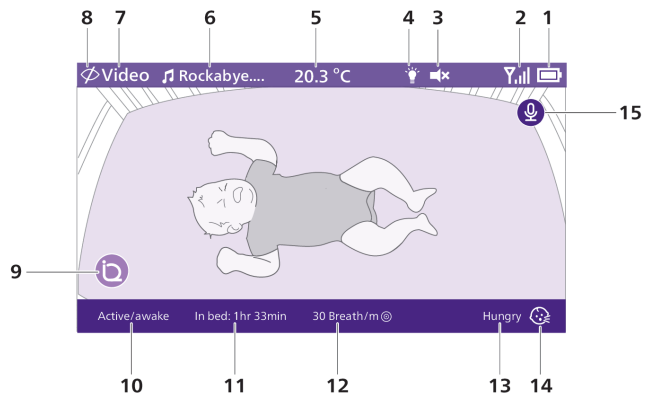 8 7 6 5 4 3 2 1
Video Rockabye.... 20.3 °C
15
9
Active/awake In bed: 1hr 33min 30 Breath/m Hungry
10 11 12 13 14